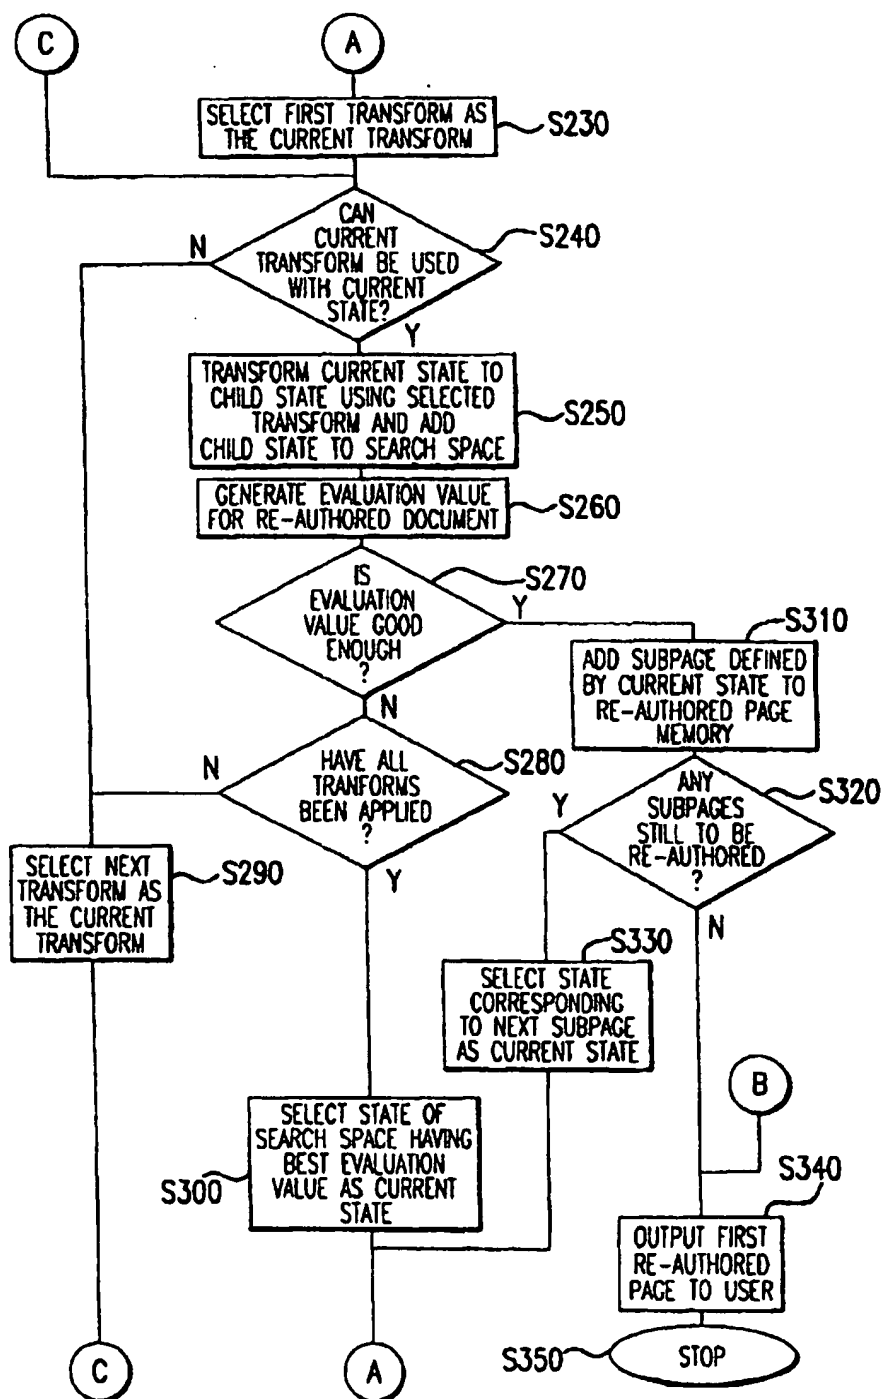 C
A
SELECT FIRST TRANSFORM AS
THE CURRENT TRANSFORM
S230
CAN
CURRENT
TRANSFORM BE USED
WITH CURRENT
STATE?
S240
N
Y
TRANSFORM CURRENT STATE TO
CHILD STATE USING SELECTED
TRANSFORM AND ADD
CHILD STATE TO SEARCH SPACE
S250
GENERATE EVALUATION VALUE
FOR RE-AUTHORED DOCUMENT
S260
IS
EVALUATION
VALUE GOOD
ENOUGH
?
S270
Y
N
S310
ADD SUBPAGE DEFINED
BY CURRENT STATE TO
RE-AUTHORED PAGE
MEMORY
HAVE ALL
TRANFORMS
BEEN APPLIED
?
S280
N
Y
ANY
SUBPAGES
STILL TO BE
RE-AUTHORED
?
S320
Y
N
SELECT NEXT
TRANSFORM AS
THE CURRENT
TRANSFORM
S290
S330
SELECT STATE
CORRESPONDING
TO NEXT SUBPAGE
AS CURRENT STATE
B
SELECT STATE OF
SEARCH SPACE HAVING
BEST EVALUATION
VALUE AS CURRENT
STATE
S300
S340
OUTPUT FIRST
RE-AUTHORED
PAGE TO USER
S350
STOP
C
A